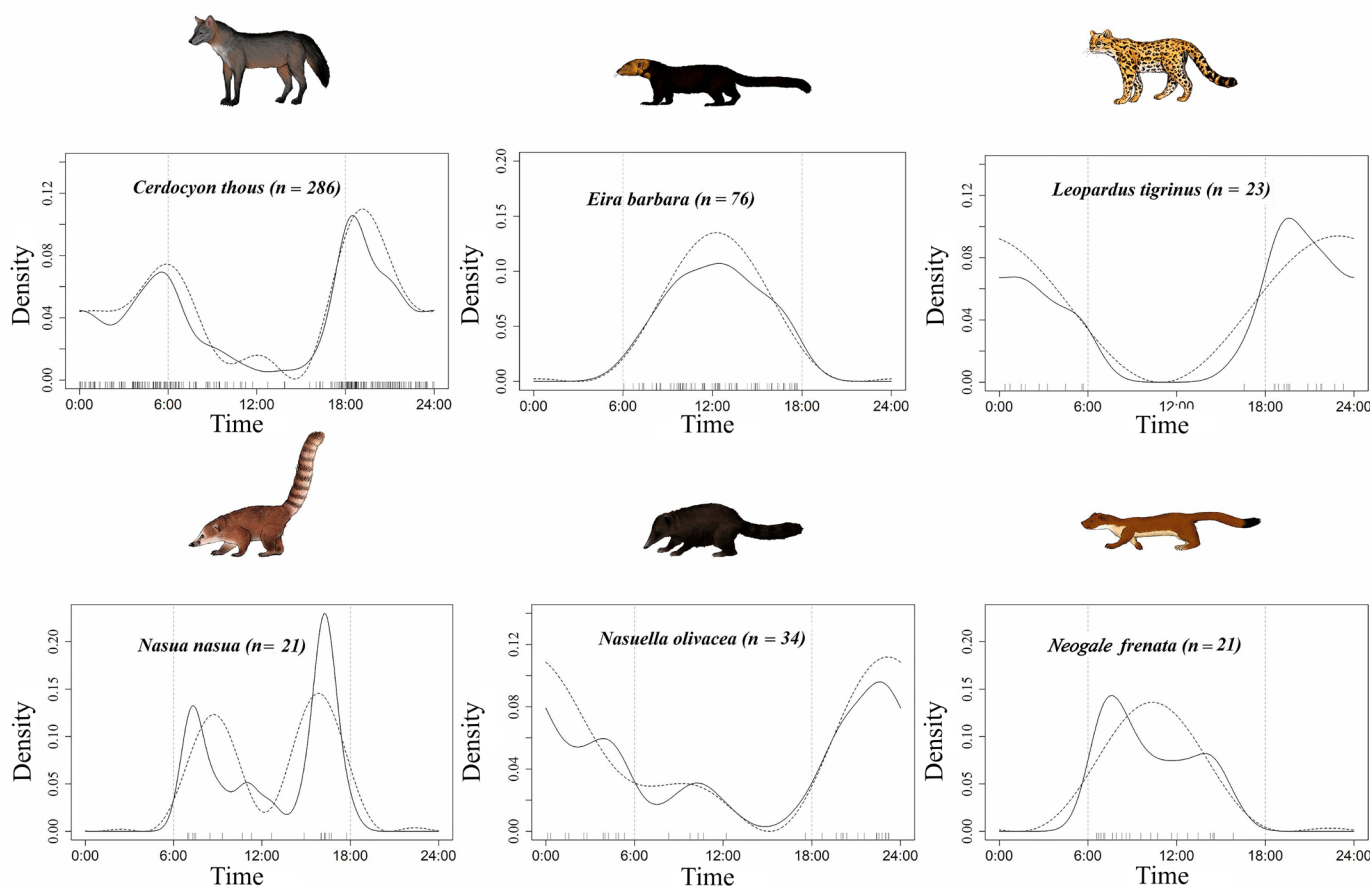 Cerdocyon thous (n = 286)
Density
0.00 0.04 0.08 0.12
0:00 6:00 12:00 18:00 24:00
Time
Eira barbara (n = 76)
Density
0.00 0.05 0.10 0.15 0.20
0:00 6:00 12:00 18:00 24:00
Time
Leopardus tigrinus (n = 23)
Density
0.00 0.04 0.08 0.12
0:00 6:00 12:00 18:00 24:00
Time
Nasua nasua (n= 21)
Density
0.00 0.05 0.10 0.15 0.20
0:00 6:00 12:00 18:00 24:00
Time
Nasuella olivacea (n = 34)
Density
0.00 0.04 0.08 0.12
0:00 6:00 12:00 18:00 24:00
Time
Neogale frenata (n = 21)
Density
0.00 0.05 0.10 0.15 0.20
0:00 6:00 12:00 18:00 24:00
Time